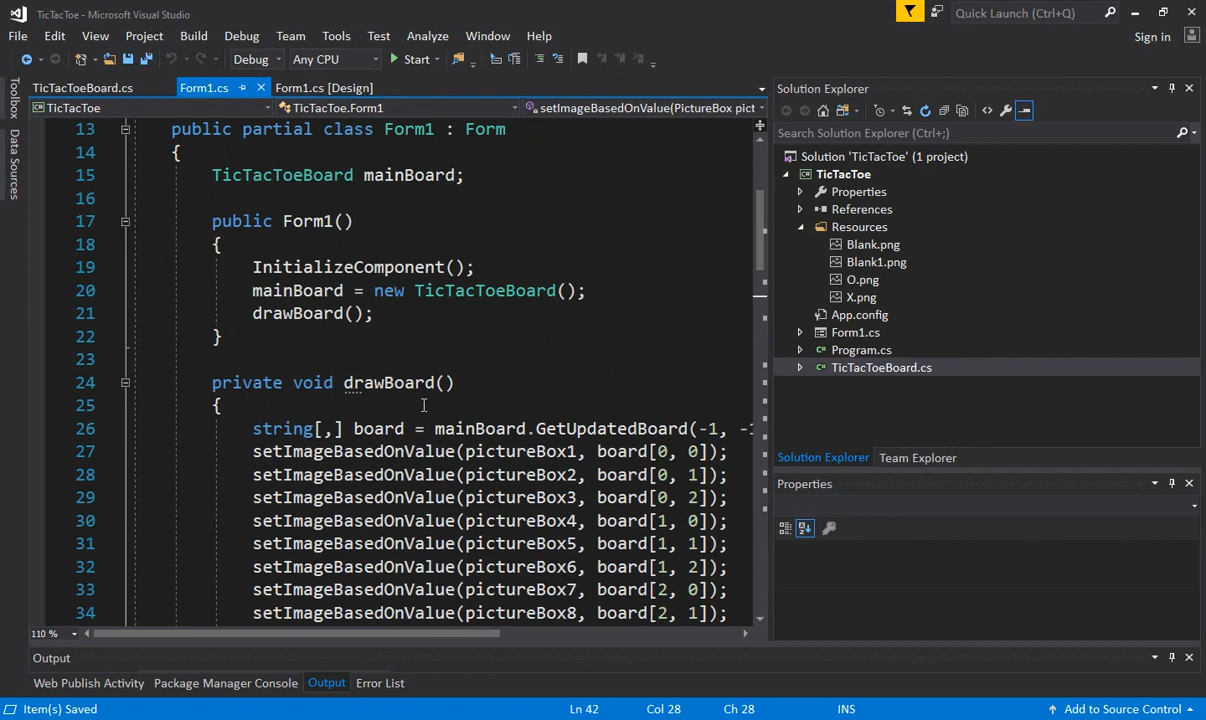 TicTacToe - Microsoft Visual Studio
Quick Launch (Ctrl+Q)
File Edit View Project Build Debug Team Tools Test Analyze Window Help
Sign in
Debug Any CPU Start
Toolbox
Data Sources
TicTacToeBoard.cs Form1.cs Form1.cs [Design]
TicTacToe TicTacToe.Form1 setImageBasedOnValue(PictureBox pict
13 public partial class Form1 : Form
14 {
15 TicTacToeBoard mainBoard;
16
17 public Form1()
18 {
19 InitializeComponent();
20 mainBoard = new TicTacToeBoard();
21 drawBoard();
22 }
23
24 private void drawBoard()
25 {
26 string[,] board = mainBoard.GetUpdatedBoard(-1, -1
27 setImageBasedOnValue(pictureBox1, board[0, 0]);
28 setImageBasedOnValue(pictureBox2, board[0, 1]);
29 setImageBasedOnValue(pictureBox3, board[0, 2]);
30 setImageBasedOnValue(pictureBox4, board[1, 0]);
31 setImageBasedOnValue(pictureBox5, board[1, 1]);
32 setImageBasedOnValue(pictureBox6, board[1, 2]);
33 setImageBasedOnValue(pictureBox7, board[2, 0]);
34 setImageBasedOnValue(pictureBox8, board[2, 1]);
110 %
Solution Explorer
Search Solution Explorer (Ctrl+;)
Solution 'TicTacToe' (1 project)
TicTacToe
Properties
References
Resources
Blank.png
Blank1.png
O.png
X.png
App.config
Form1.cs
Program.cs
TicTacToeBoard.cs
Solution Explorer Team Explorer
Properties
Output
Web Publish Activity Package Manager Console Output Error List
Item(s) Saved Ln 42 Col 28 Ch 28 INS Add to Source Control